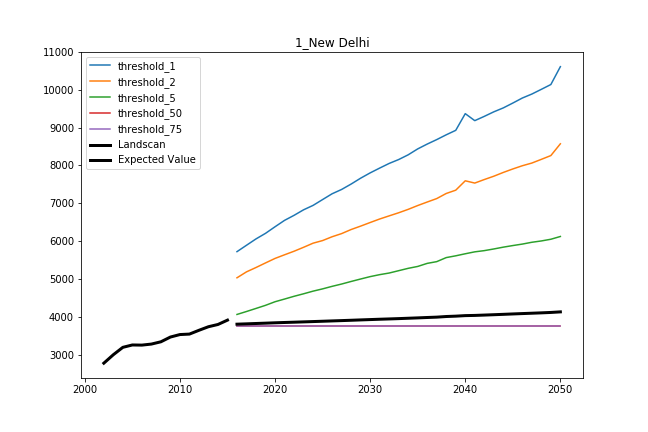 1_New Delhi
11000
10000
9000
8000
7000
6000
5000
4000
3000
threshold_1
threshold_2
threshold_5
threshold_50
threshold_75
Landscan
Expected Value
2000 2010 2020 2030 2040 2050